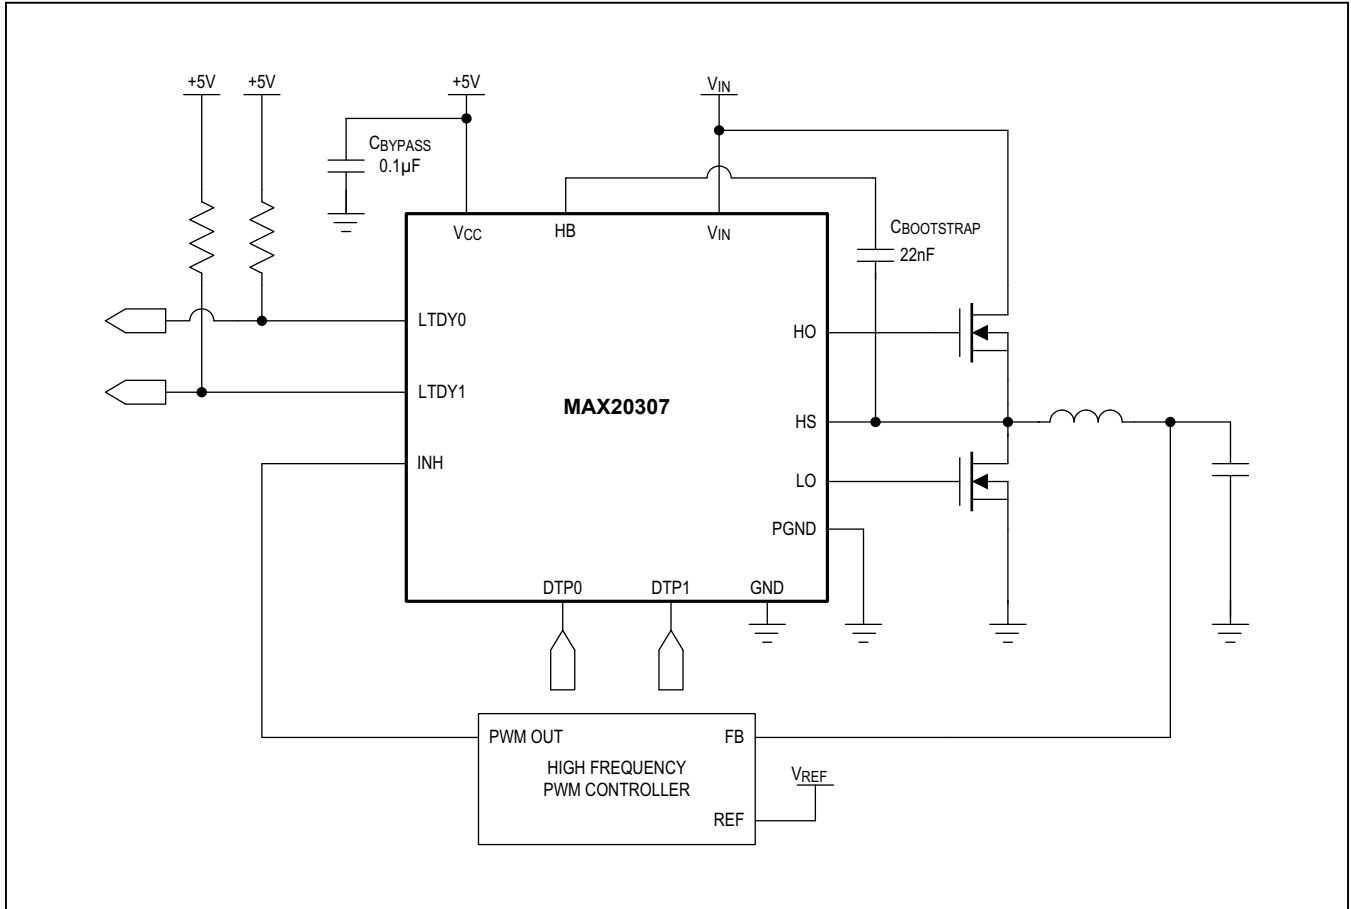 +5V
+5V
+5V
VIN
CBYPASS
0.1µF
VCC
HB
VIN
CBOOTSTRAP
22nF
LTDY0
HO
LTDY1
MAX20307
HS
INH
LO
PGND
DTP0
DTP1
GND
PWM OUT
FB
HIGH FREQUENCY
PWM CONTROLLER
VREF
REF